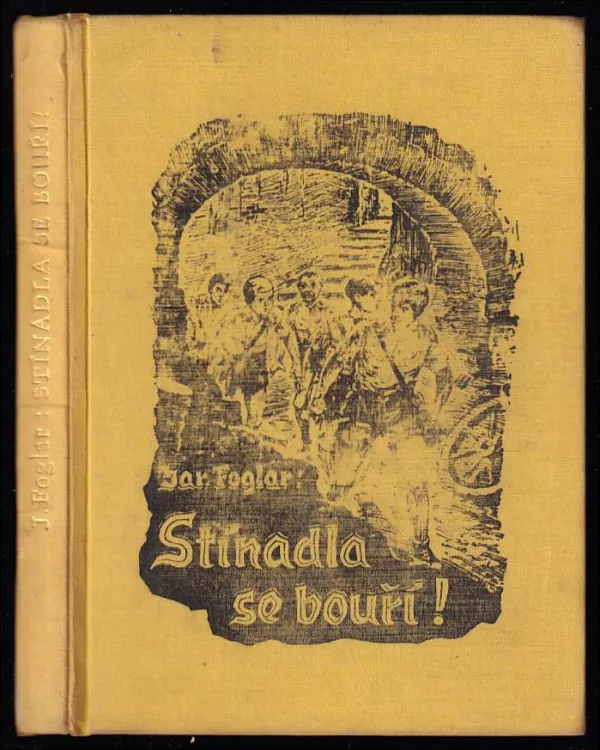 J. Foglar: STÍNADLA SE BOUŘÍ!
Jar. Foglar:
Stínadla
se bouří!